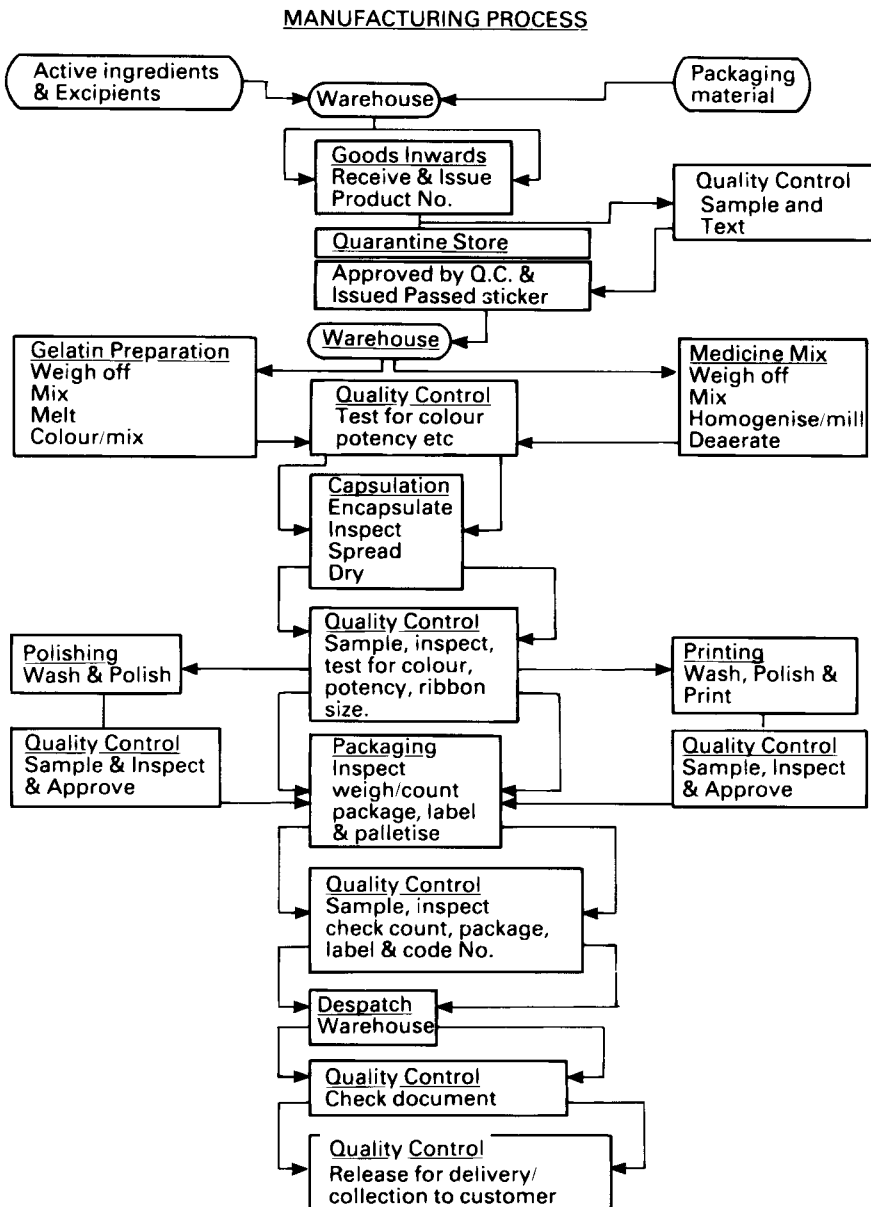 MANUFACTURING PROCESS
Active ingredients
& Excipients
Warehouse
Packaging
material
Goods Inwards
Receive & Issue
Product No.
Quality Control
Sample and
Text
Quarantine Store
Approved by Q.C. &
Issued Passed sticker
Warehouse
Gelatin Preparation
Weigh off
Mix
Melt
Colour/mix
Quality Control
Test for colour
potency etc
Medicine Mix
Weigh off
Mix
Homogenise/mill
Deaerate
Capsulation
Encapsulate
Inspect
Spread
Dry
Quality Control
Sample, inspect,
test for colour,
potency, ribbon
size.
Polishing
Wash & Polish
Printing
Wash, Polish &
Print
Quality Control
Sample & Inspect
& Approve
Packaging
Inspect
weigh/count
package, label
& palletise
Quality Control
Sample, Inspect
& Approve
Quality Control
Sample, inspect
check count, package,
label & code No.
Despatch
Warehouse
Quality Control
Check document
Quality Control
Release for delivery/
collection to customer